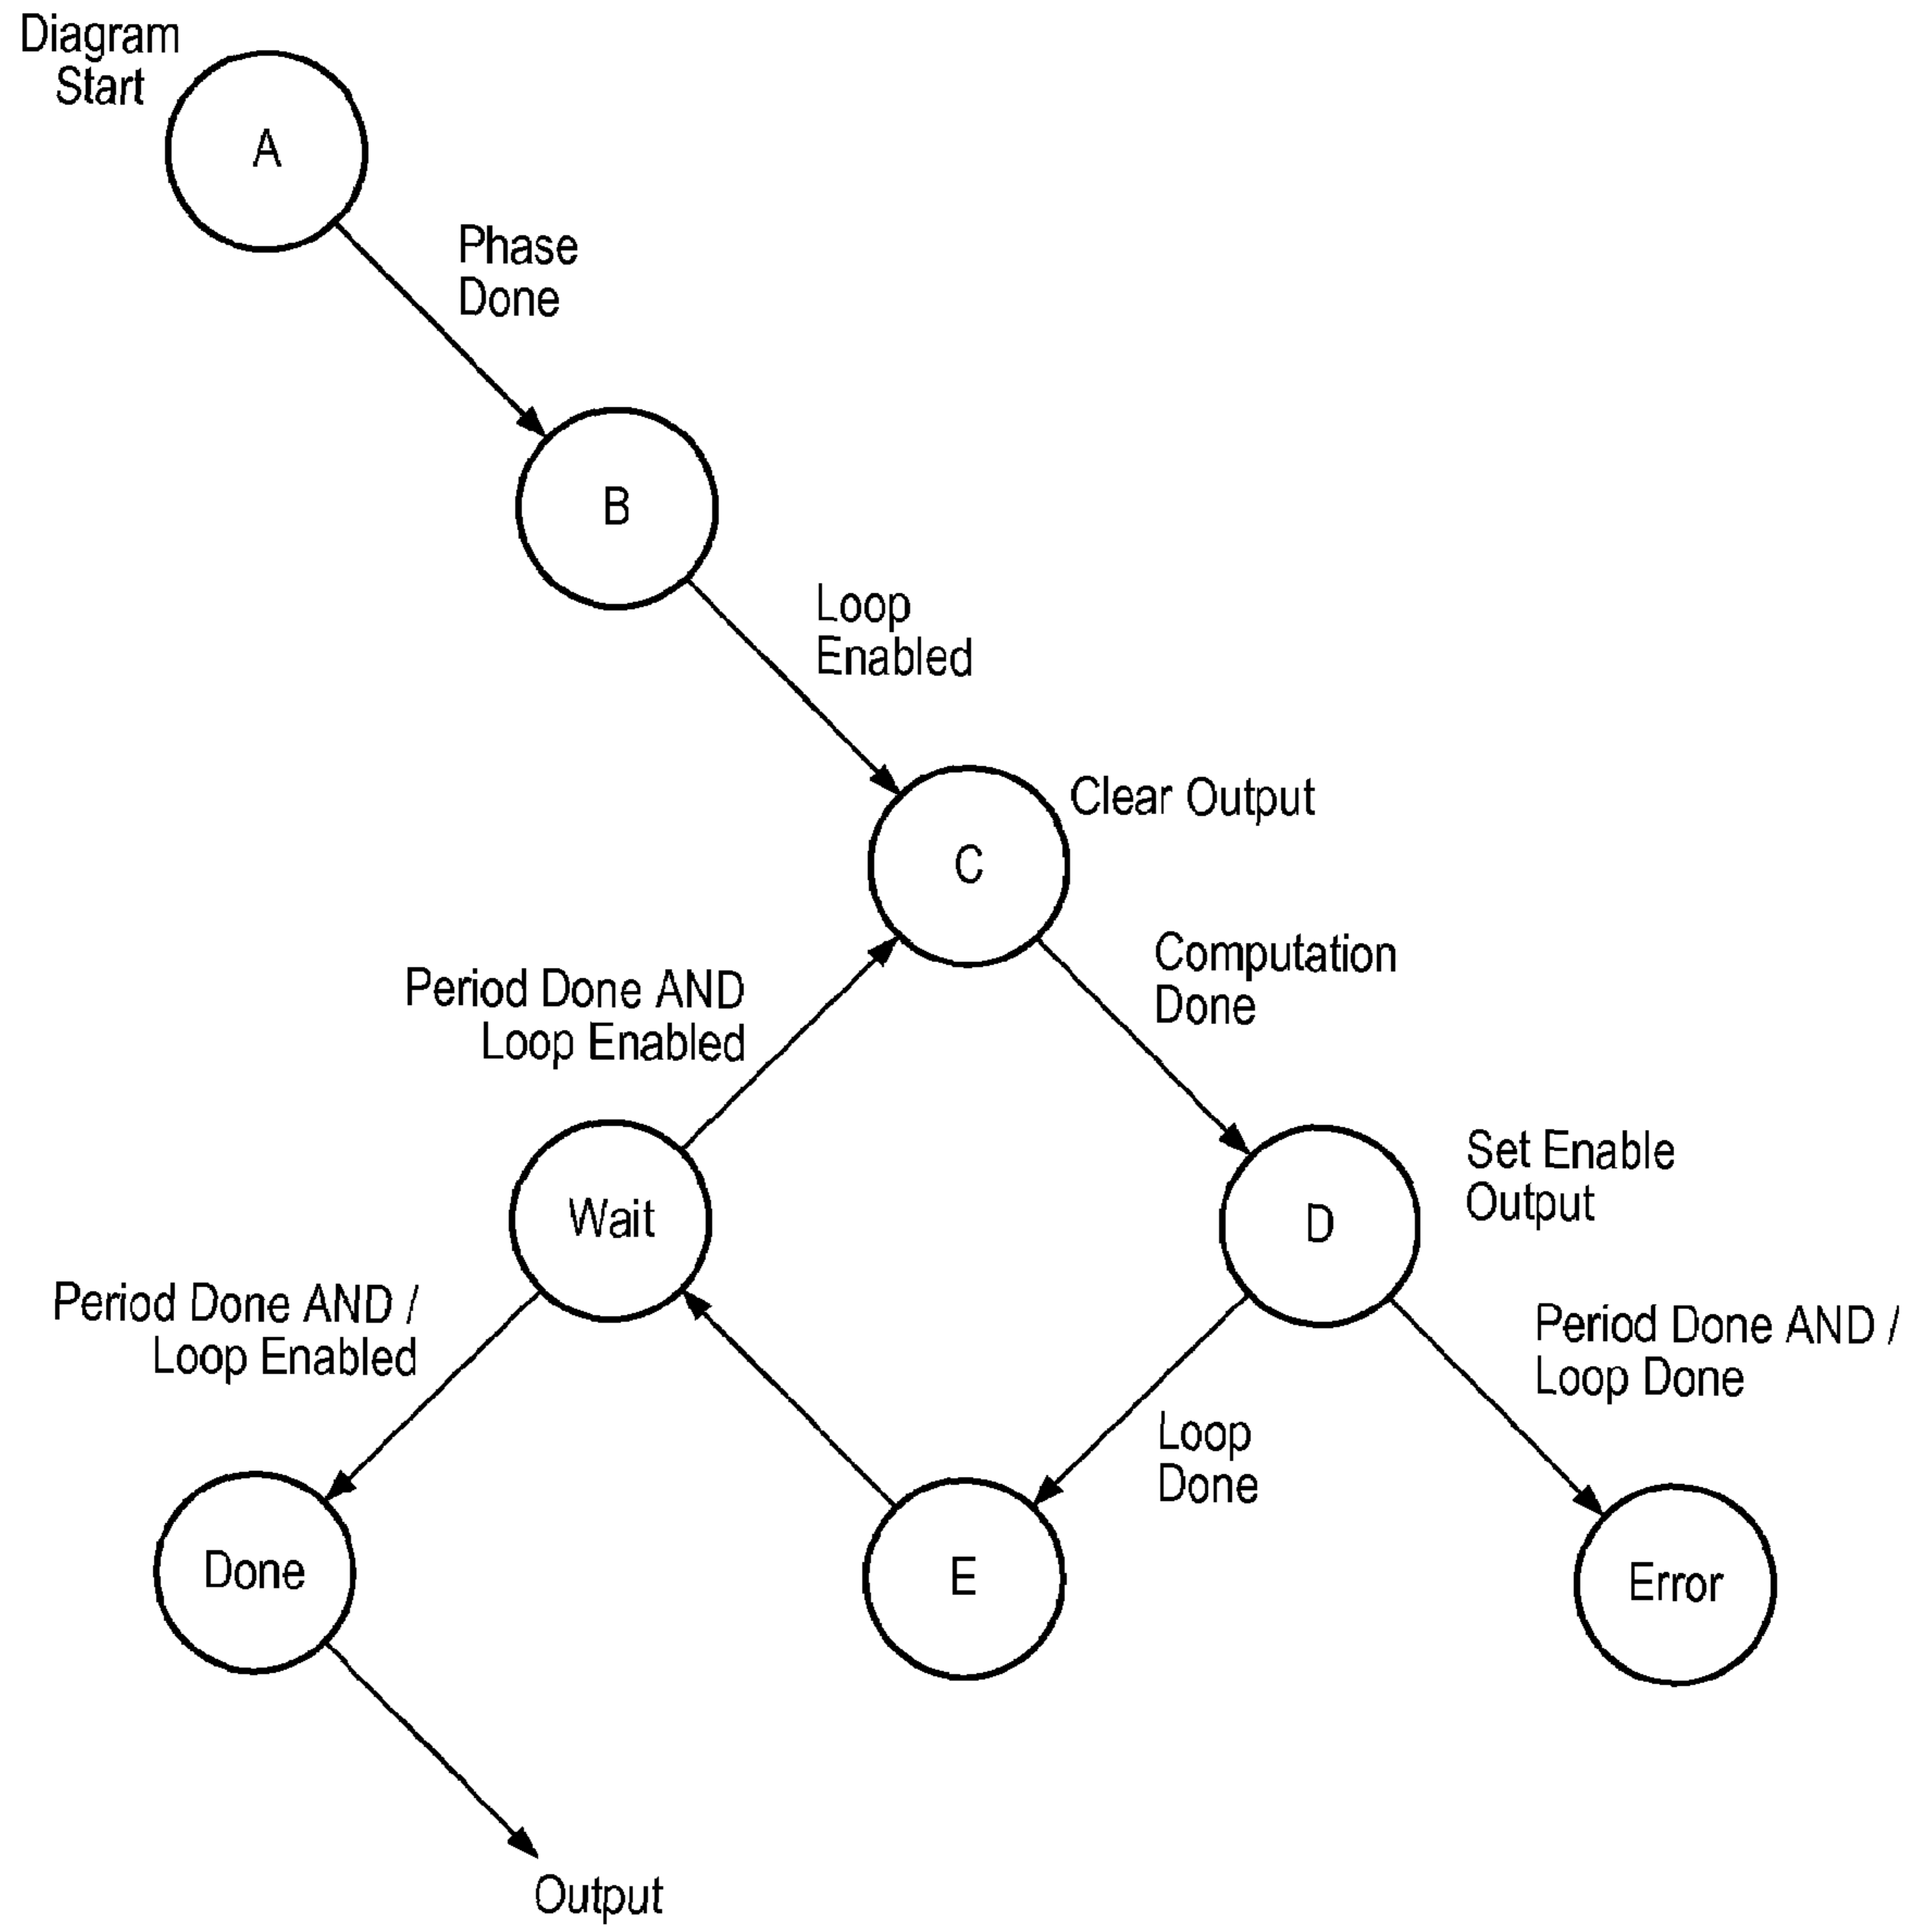 Diagram
Start
A
Phase
Done
B
Loop
Enabled
Clear Output
C
Computation
Done
Period Done AND
Loop Enabled
Set Enable
Output
Wait
D
Period Done AND /
Loop Enabled
Period Done AND /
Loop Done
Loop
Done
Done
E
Error
Output